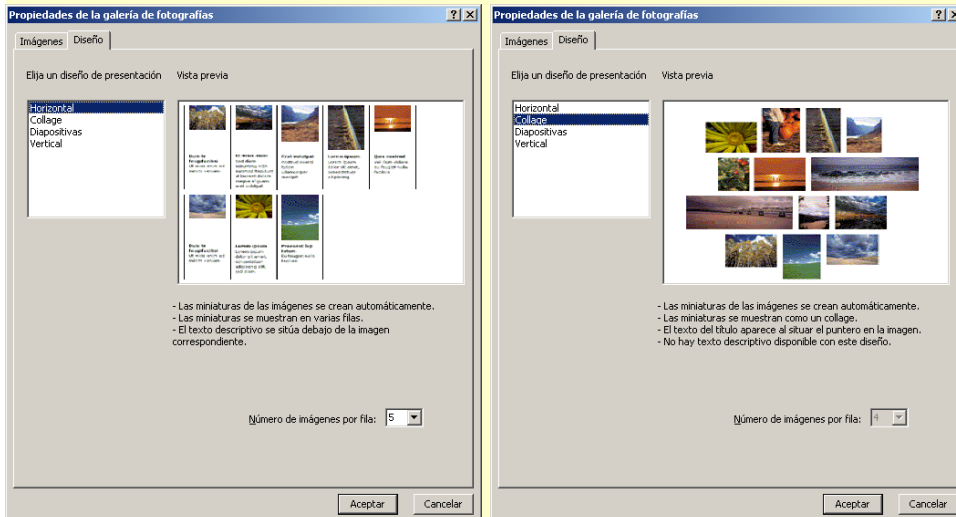 Propiedades de la galería de fotografías
Imágenes
Diseño
Elija un diseño de presentación
Vista previa
Horizontal
Collage
Diapositivas
Vertical
- Las miniaturas de las imágenes se crean automáticamente.
- Las miniaturas se muestran en varias filas.
- El texto descriptivo se sitúa debajo de la imagen
correspondiente.
Número de imágenes por fila: 5
Aceptar
Cancelar
Propiedades de la galería de fotografías
Imágenes
Diseño
Elija un diseño de presentación
Vista previa
Horizontal
Collage
Diapositivas
Vertical
- Las miniaturas de las imágenes se crean automáticamente.
- Las miniaturas se muestran como un collage.
- El texto del título aparece al situar el puntero en la imagen.
- No hay texto descriptivo disponible con este diseño.
Número de imágenes por fila: 4
Aceptar
Cancelar